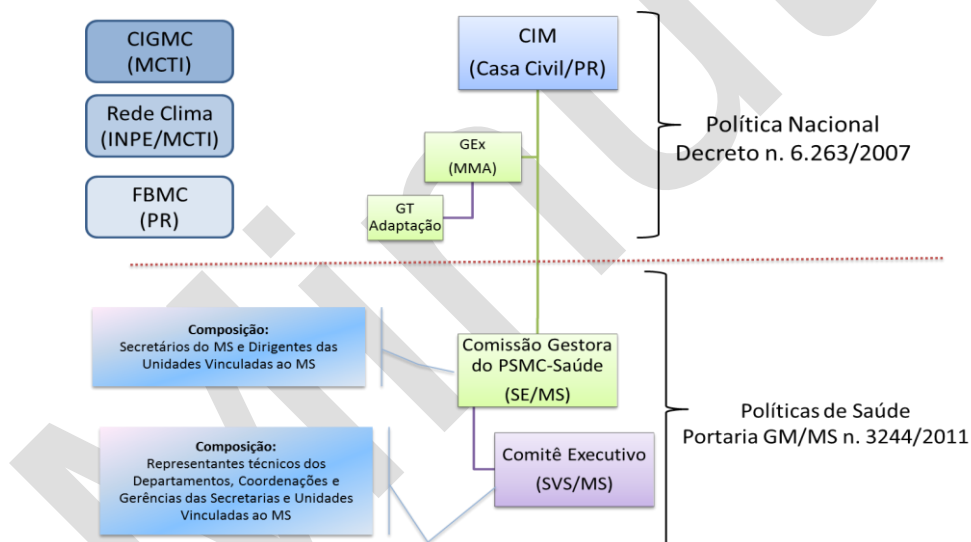 CIGMC
(MCTI)
Rede Clima
(INPE/MCTI)
FBMC
(PR)
CIM
(Casa Civil/PR)
GEx
(MMA)
GT
Adaptação
Política Nacional
Decreto n. 6.263/2007
Composição:
Secretários do MS e Dirigentes das
Unidades Vinculadas ao MS
Comissão Gestora
do PSMC-Saúde
(SE/MS)
Composição:
Representantes técnicos dos
Departamentos, Coordenações e
Gerências das Secretarias e Unidades
Vinculadas ao MS
Comitê Executivo
(SVS/MS)
Políticas de Saúde
Portaria GM/MS n. 3244/2011